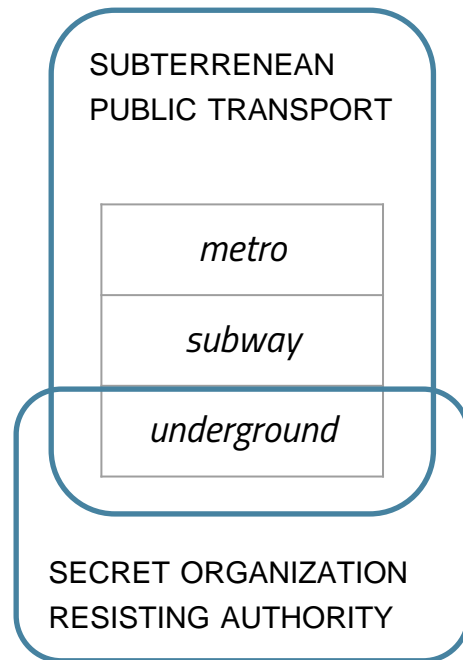 SUBTERRENEAN
PUBLIC TRANSPORT
metro
subway
underground
SECRET ORGANIZATION
RESISTING AUTHORITY